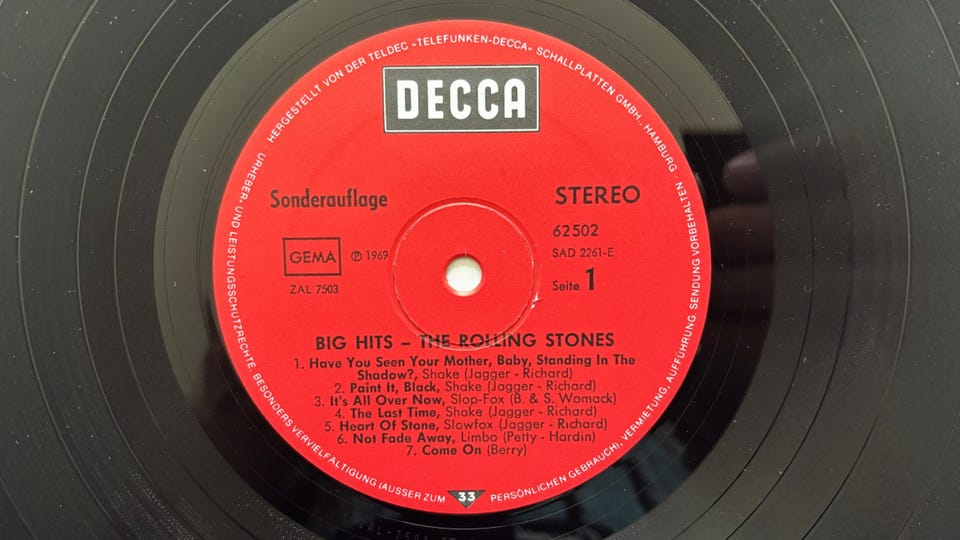 HERGESTELLT VON DER TELDEC »TELEFUNKEN-DECCA« SCHALLPLATTEN GMBH., HAMBURG
DECCA
Sonderauflage
STEREO
62502
SAD 2261-E
GEMA ℗ 1969
ZAL 7503
Seite 1
BIG HITS – THE ROLLING STONES
1. Have You Seen Your Mother, Baby, Standing In The
Shadow?, Shake (Jagger - Richard)
2. Paint It, Black, Shake (Jagger - Richard)
3. It's All Over Now, Slop-Fox (B. & S. Womack)
4. The Last Time, Shake (Jagger - Richard)
5. Heart Of Stone, Slowfox (Jagger - Richard)
6. Not Fade Away, Limbo (Petty - Hardin)
7. Come On (Berry)
33
URHEBER- UND LEISTUNGSSCHUTZRECHTE, BESONDERS VERVIELFÄLTIGUNG (AUSSER ZUM PERSÖNLICHEN GEBRAUCH), VERMIETUNG, AUFFÜHRUNG, SENDUNG VORBEHALTEN